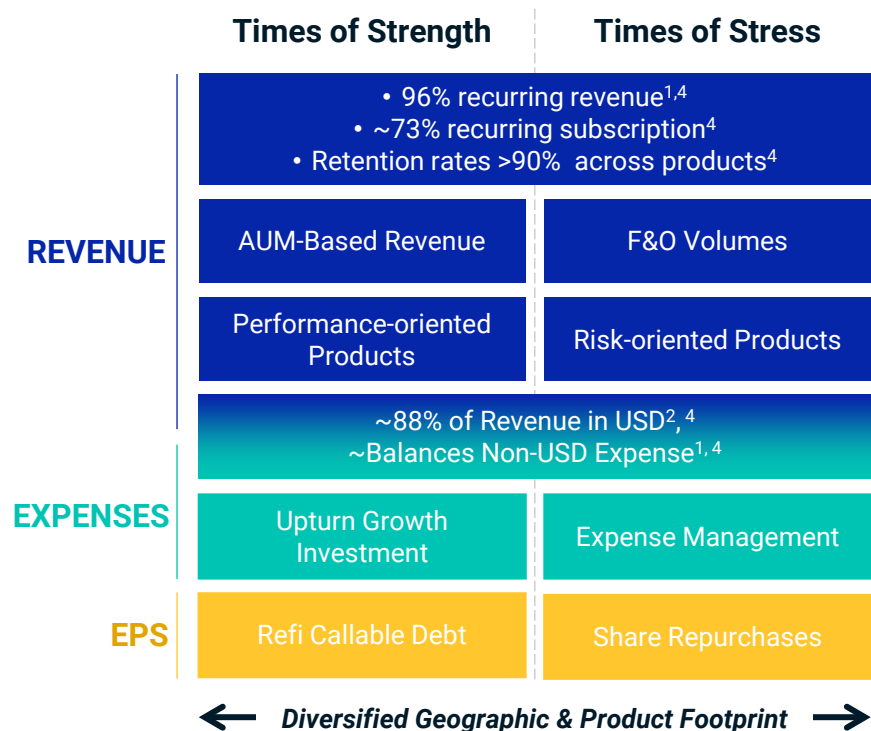 Times of Strength
Times of Stress
REVENUE
• 96% recurring revenue1,4
• ~73% recurring subscription4
• Retention rates >90% across products4
AUM-Based Revenue
F&O Volumes
Performance-oriented
Products
Risk-oriented Products
~88% of Revenue in USD2, 4
~Balances Non-USD Expense1, 4
EXPENSES
Upturn Growth
Investment
Expense Management
EPS
Refi Callable Debt
Share Repurchases
Diversified Geographic & Product Footprint